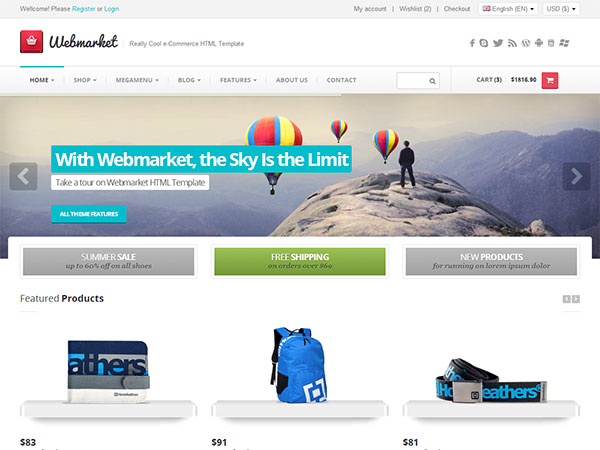 Welcome! Please Register or Login
My account | Wishlist (2) | Checkout English (EN) USD ($)
Webmarket
Really Cool e-Commerce HTML Template
HOME SHOP MEGAMENU BLOG FEATURES ABOUT US CONTACT
CART (3) $1816.90
With Webmarket, the Sky Is the Limit
Take a tour on Webmarket HTML Template
ALL THEME FEATURES
SUMMER SALE
up to 60% off on all shoes
FREE SHIPPING
on orders over $69
NEW PRODUCTS
for running on lorem ipsum dolor
Featured Products
eathers
eathers
$83
$91
$81